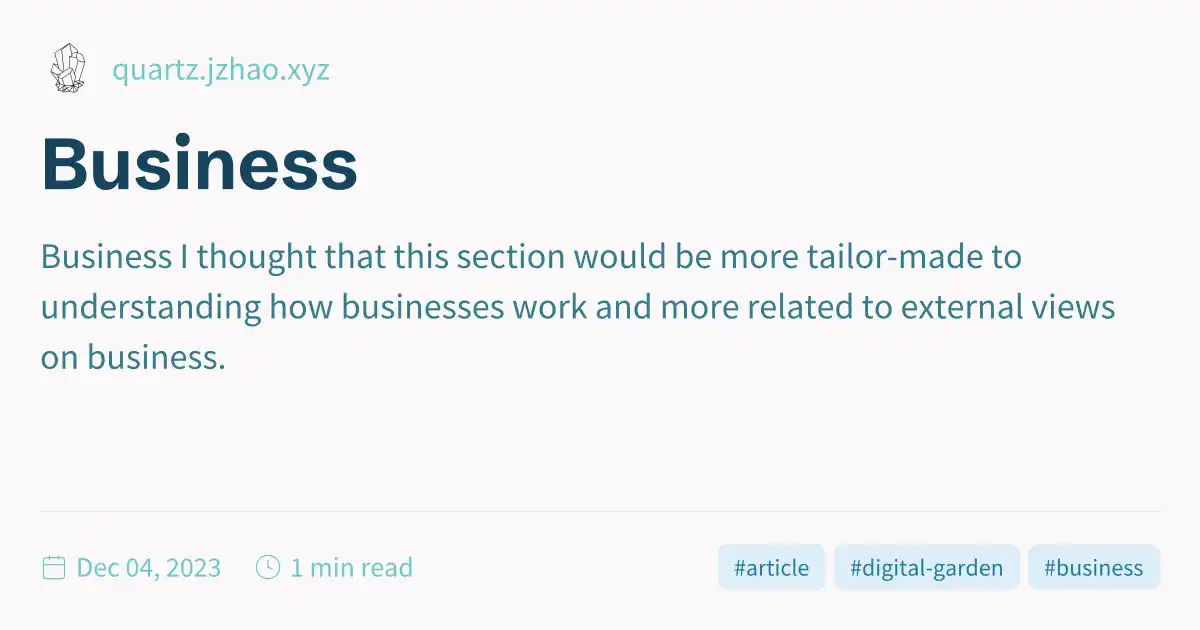 quartz.jzhao.xyz
Business
Business I thought that this section would be more tailor-made to
understanding how businesses work and more related to external views
on business.
Dec 04, 2023
1 min read
#article
#digital-garden
#business